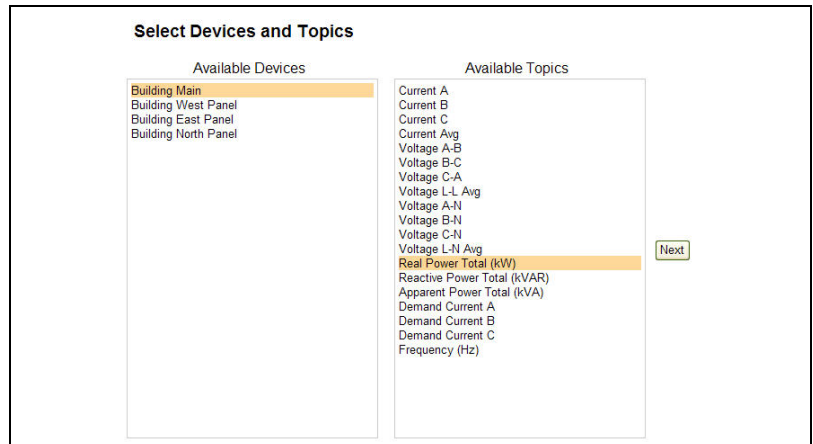 Select Devices and Topics
Available Devices
Building Main
Building West Panel
Building East Panel
Building North Panel
Available Topics
Current A
Current B
Current C
Current Avg
Voltage A-B
Voltage B-C
Voltage C-A
Voltage L-L Avg
Voltage A-N
Voltage B-N
Voltage C-N
Voltage L-N Avg
Real Power Total (kW)
Reactive Power Total (kVAR)
Apparent Power Total (kVA)
Demand Current A
Demand Current B
Demand Current C
Frequency (Hz)
Next